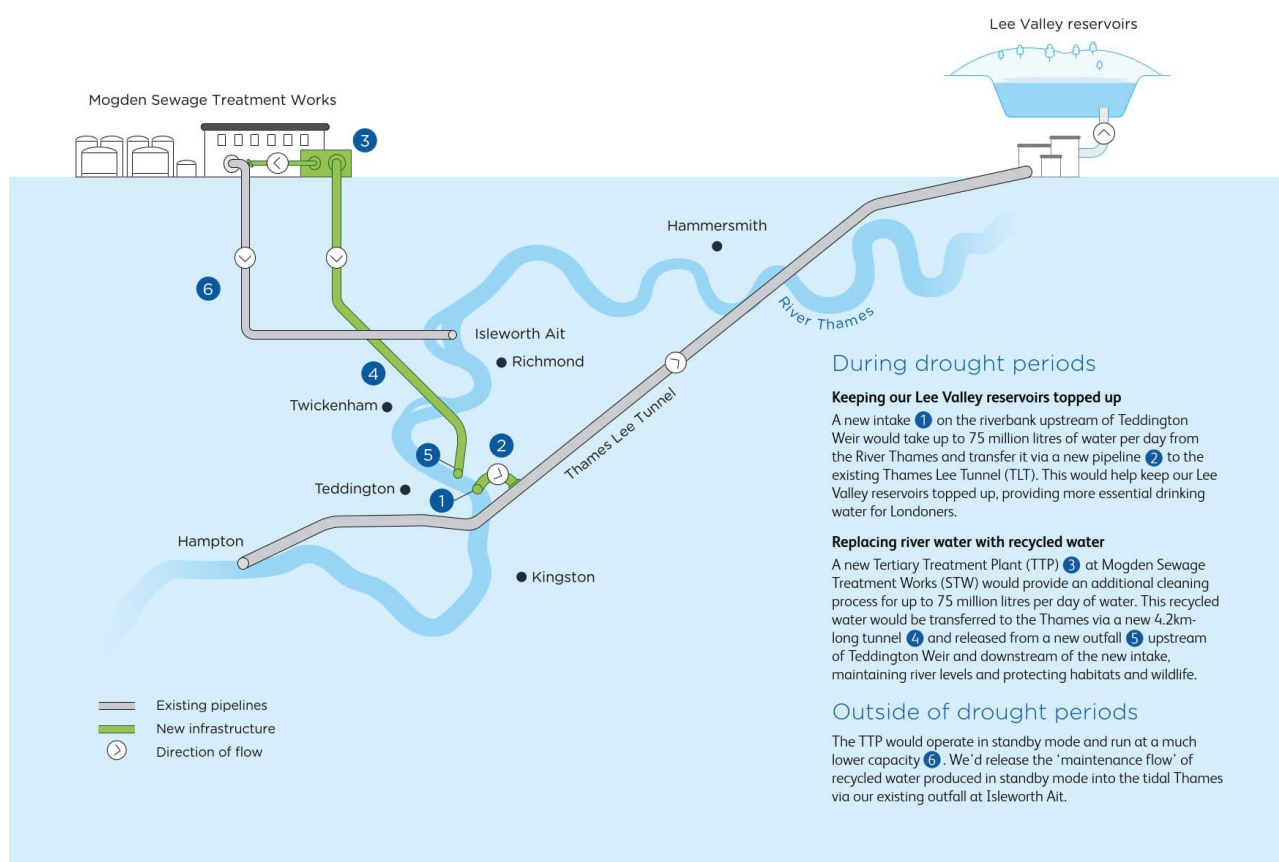 Lee Valley reservoirs
Mogden Sewage Treatment Works
3
Hammersmith
6
River Thames
Isleworth Ait
Richmond
4
Twickenham
Thames Lee Tunnel
2
5
Teddington
1
Hampton
Kingston
Existing pipelines
New infrastructure
Direction of flow
During drought periods
Keeping our Lee Valley reservoirs topped up
A new intake 1 on the riverbank upstream of Teddington
Weir would take up to 75 million litres of water per day from
the River Thames and transfer it via a new pipeline 2 to the
existing Thames Lee Tunnel (TLT). This would help keep our Lee
Valley reservoirs topped up, providing more essential drinking
water for Londoners.
Replacing river water with recycled water
A new Tertiary Treatment Plant (TTP) 3 at Mogden Sewage
Treatment Works (STW) would provide an additional cleaning
process for up to 75 million litres per day of water. This recycled
water would be transferred to the Thames via a new 4.2km-
long tunnel 4 and released from a new outfall 5 upstream
of Teddington Weir and downstream of the new intake,
maintaining river levels and protecting habitats and wildlife.
Outside of drought periods
The TTP would operate in standby mode and run at a much
lower capacity 6. We'd release the 'maintenance flow' of
recycled water produced in standby mode into the tidal Thames
via our existing outfall at Isleworth Ait.